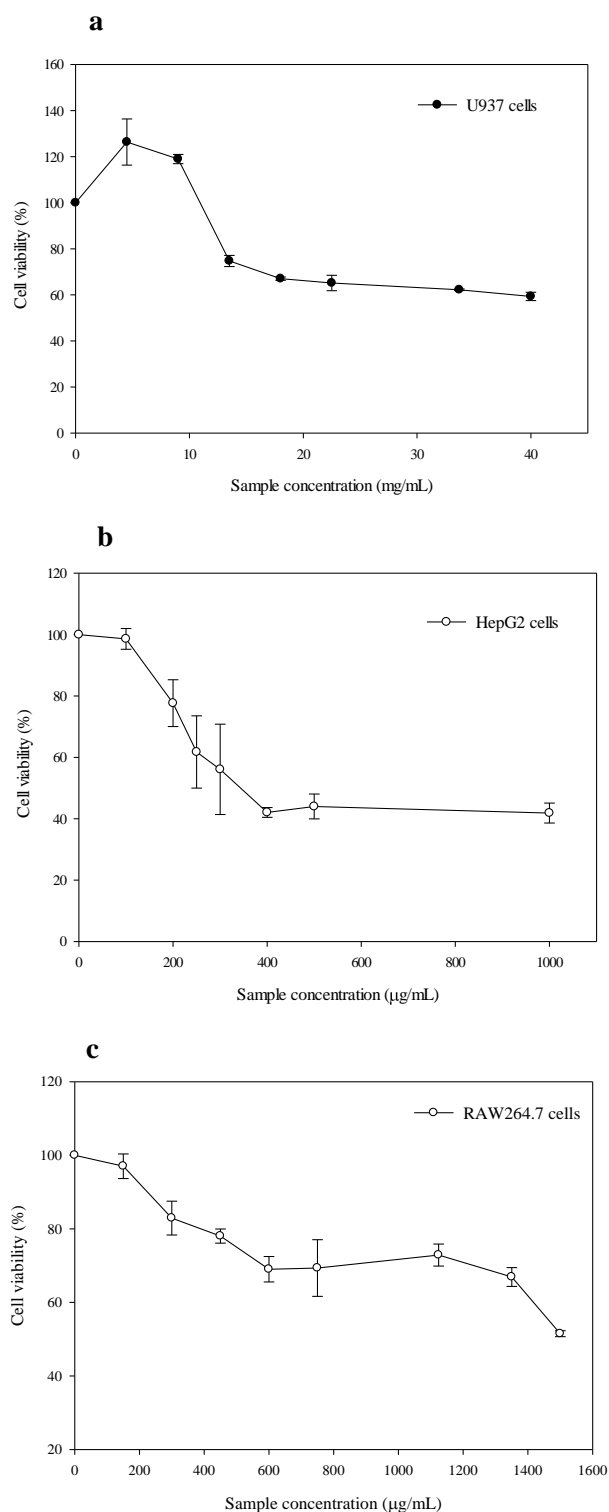 a
160
140
120
100
80
60
40
20
0
U937 cells
Cell viability (%)
0 10 20 30 40
Sample concentration (mg/mL)
b
120
100
80
60
40
20
0
HepG2 cells
Cell viability (%)
0 200 400 600 800 1000
Sample concentration (μg/mL)
c
120
100
80
60
40
20
RAW264.7 cells
Cell viability (%)
0 200 400 600 800 1000 1200 1400 1600
Sample concentration (μg/mL)